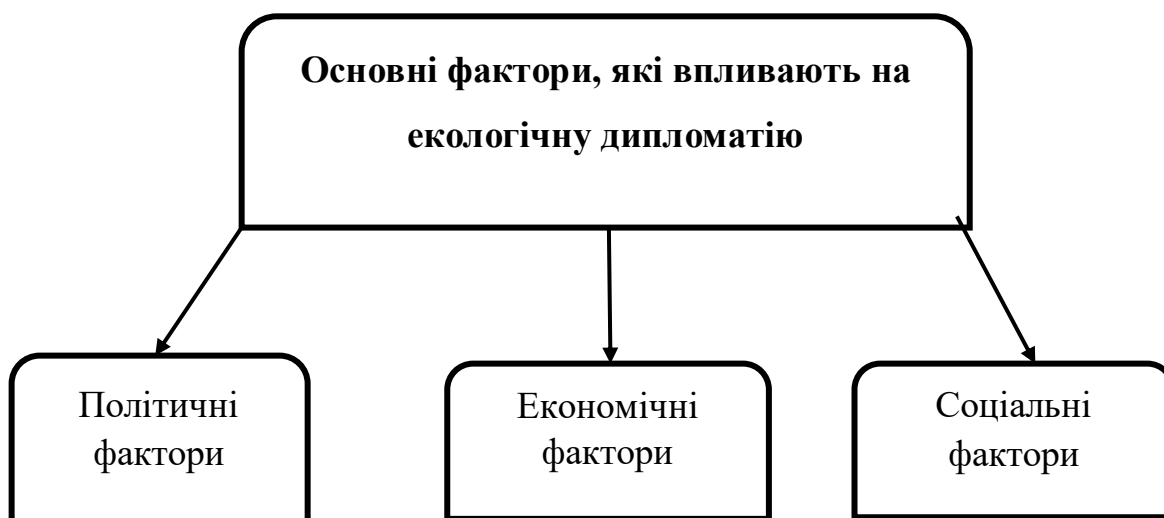 Основні фактори, які впливають на
екологічну дипломатію
Політичні
фактори
Економічні
фактори
Соціальні
фактори